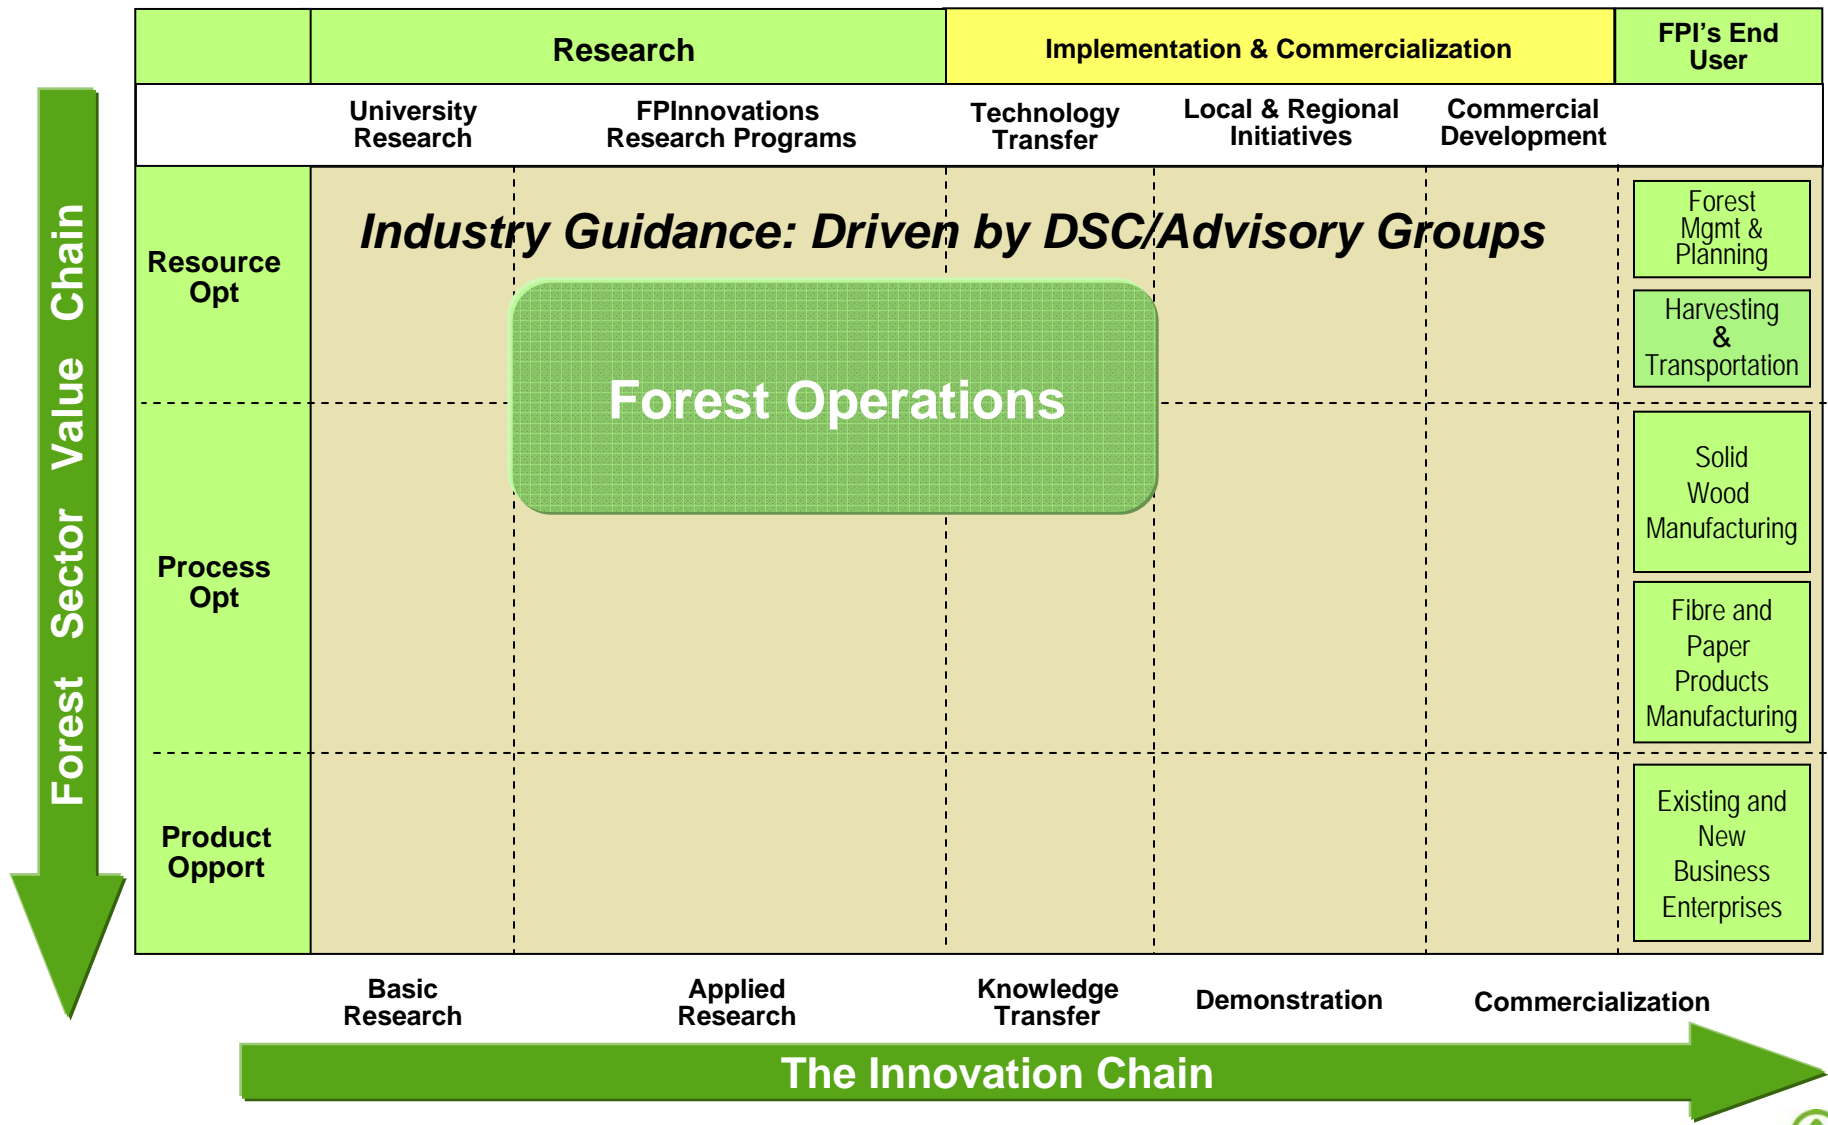 Research
Implementation & Commercialization
FPI's End
User
University
Research
FPInnovations
Research Programs
Technology
Transfer
Local & Regional
Initiatives
Commercial
Development
Forest Sector Value Chain
Industry Guidance: Driven by DSC/Advisory Groups
Resource
Opt
Forest Operations
Forest
Mgmt &
Planning
Harvesting
&
Transportation
Process
Opt
Solid
Wood
Manufacturing
Fibre and
Paper
Products
Manufacturing
Product
Opport
Existing and
New
Business
Enterprises
Basic
Research
Applied
Research
Knowledge
Transfer
Demonstration
Commercialization
The Innovation Chain